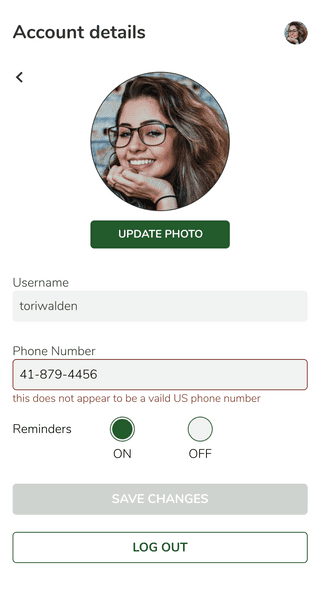 Account details
UPDATE PHOTO
Username
toriwalden
Phone Number
41-879-4456
this does not appear to be a vaild US phone number
Reminders
ON
OFF
SAVE CHANGES
LOG OUT